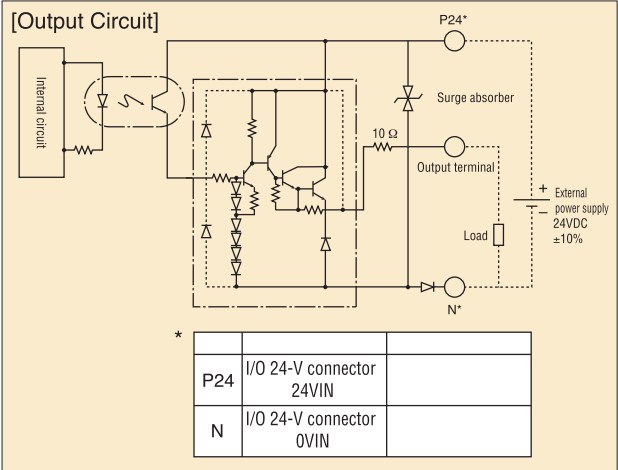 [Output Circuit]
P24*
Internal circuit
Surge absorber
10 Ω
Output terminal
+
External
power supply
24VDC
±10%
−
Load
N*
*
P24
I/O 24-V connector
24VIN
N
I/O 24-V connector
0VIN